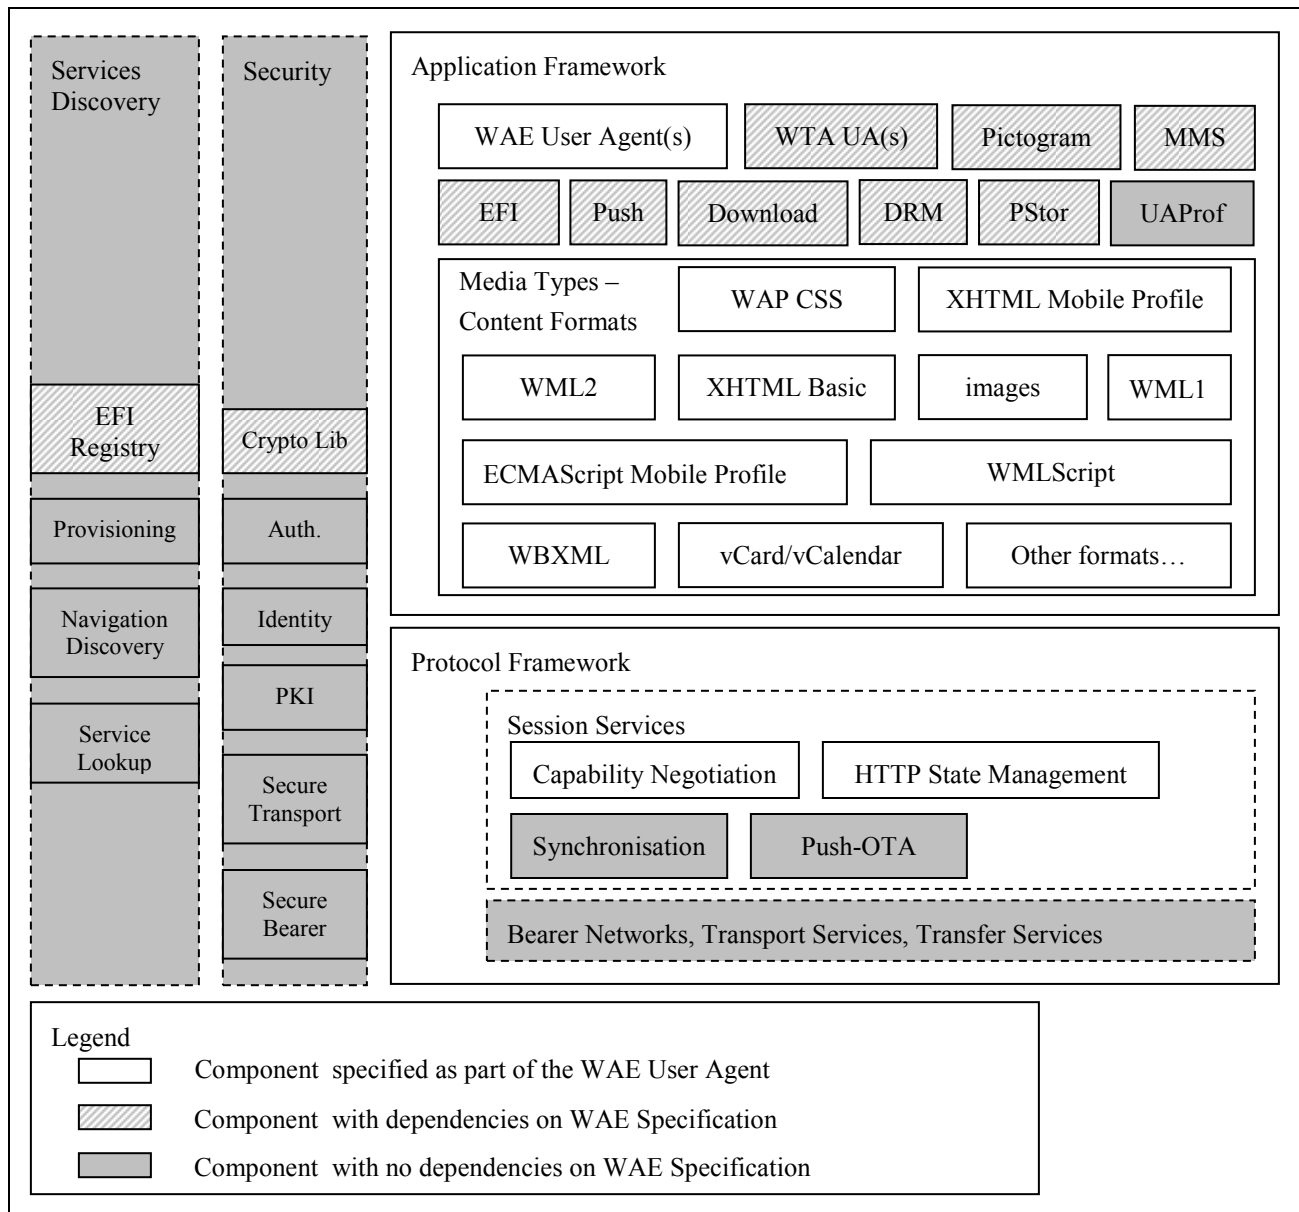 Services
Discovery
EFI
Registry
Provisioning
Navigation
Discovery
Service
Lookup
Security
Crypto Lib
Auth.
Identity
PKI
Secure
Transport
Secure
Bearer
Application Framework
WAE User Agent(s)
WTA UA(s)
Pictogram
MMS
EFI
Push
Download
DRM
PStor
UAProf
Media Types –
Content Formats
WAP CSS
XHTML Mobile Profile
WML2
XHTML Basic
images
WML1
ECMAScript Mobile Profile
WMLScript
WBXML
vCard/vCalendar
Other formats…
Protocol Framework
Session Services
Capability Negotiation
HTTP State Management
Synchronisation
Push-OTA
Bearer Networks, Transport Services, Transfer Services
Legend
Component specified as part of the WAE User Agent
Component with dependencies on WAE Specification
Component with no dependencies on WAE Specification